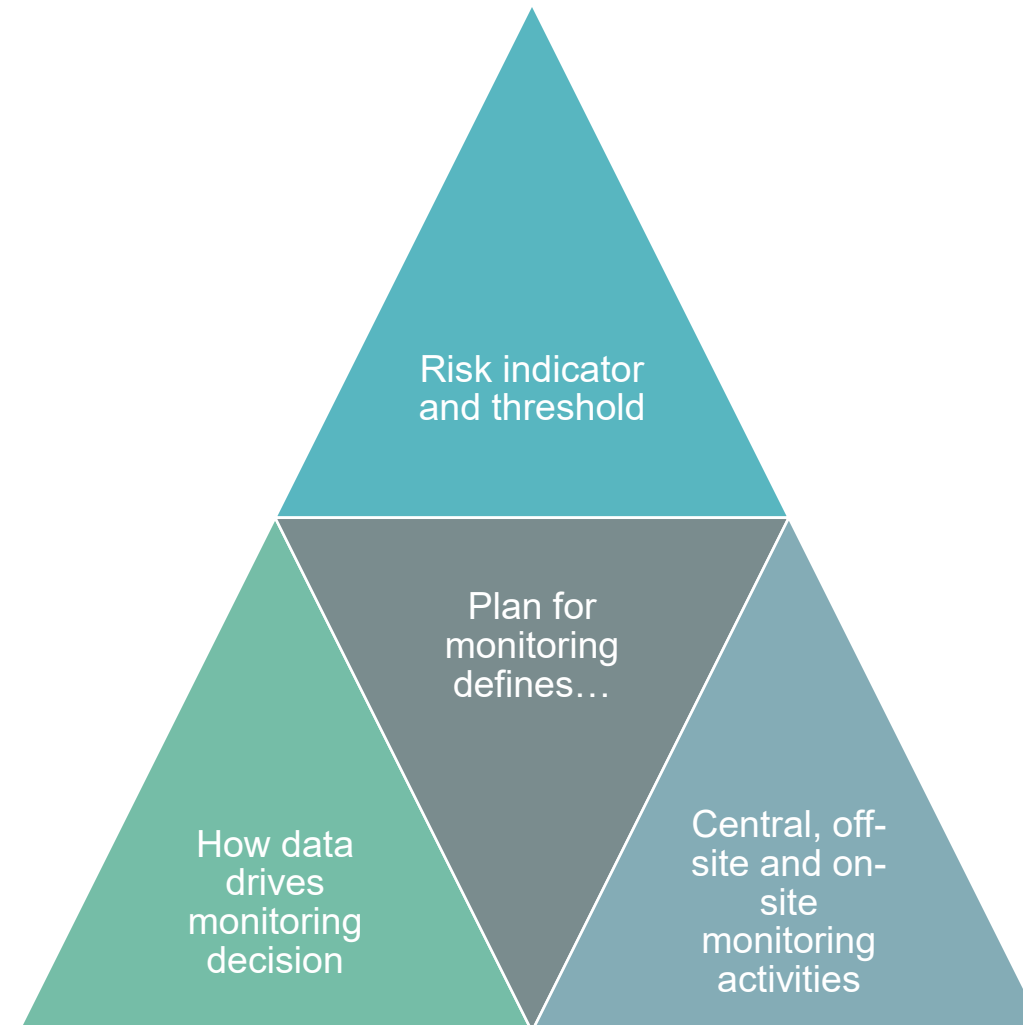 Risk indicator
and threshold
Plan for
monitoring
defines…
How data
drives
monitoring
decision
Central, off-
site and on-
site
monitoring
activities